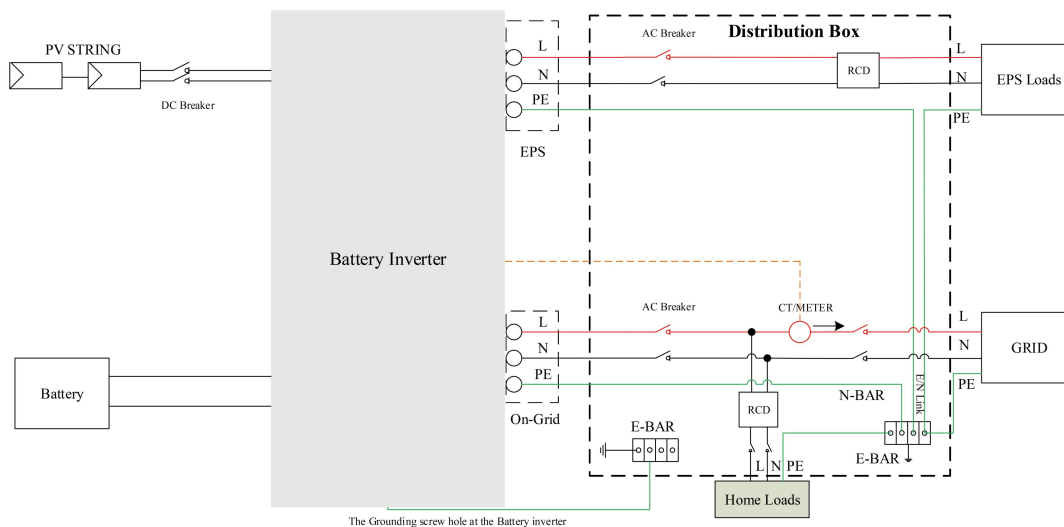 PV STRING
DC Breaker
Battery Inverter
Battery
L
N
PE
EPS
AC Breaker
Distribution Box
RCD
L
N
PE
EPS Loads
L
N
PE
On-Grid
AC Breaker
CT/METER
L
N
PE
GRID
RCD
N-BAR
E/N Link
E-BAR
E-BAR
L N PE
Home Loads
The Grounding screw hole at the Battery inverter